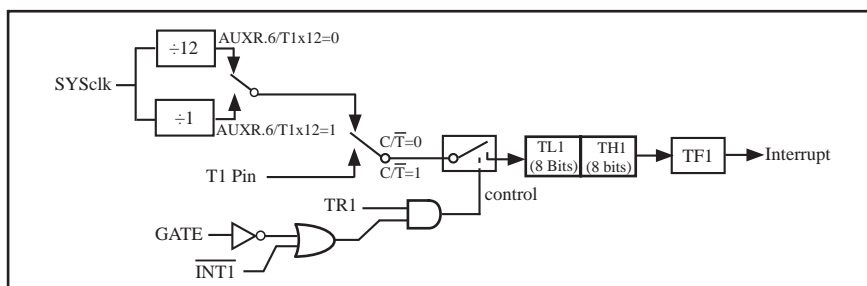 ÷12
AUXR.6/T1x12=0
SYSclk
÷1
AUXR.6/T1x12=1
C/T̅=0
C/T̅=1
T1 Pin
TL1
(8 Bits)
TH1
(8 bits)
TF1
Interrupt
control
TR1
GATE
I̅N̅T̅1̅